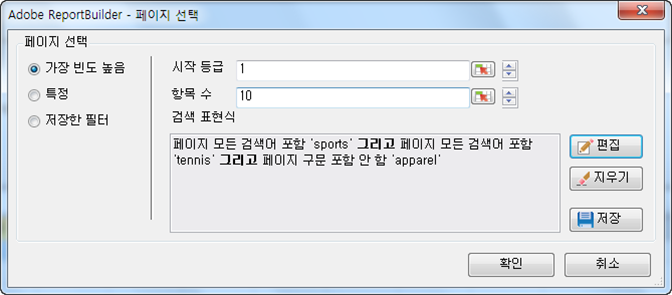 Adobe ReportBuilder - 페이지 선택
페이지 선택
가장 빈도 높음
특정
저장한 필터
시작 등급
1
항목 수
10
검색 표현식
페이지 모든 검색어 포함 'sports' 그리고 페이지 모든 검색어 포함
'tennis' 그리고 페이지 구문 포함 안 함 'apparel'
편집
지우기
저장
확인
취소